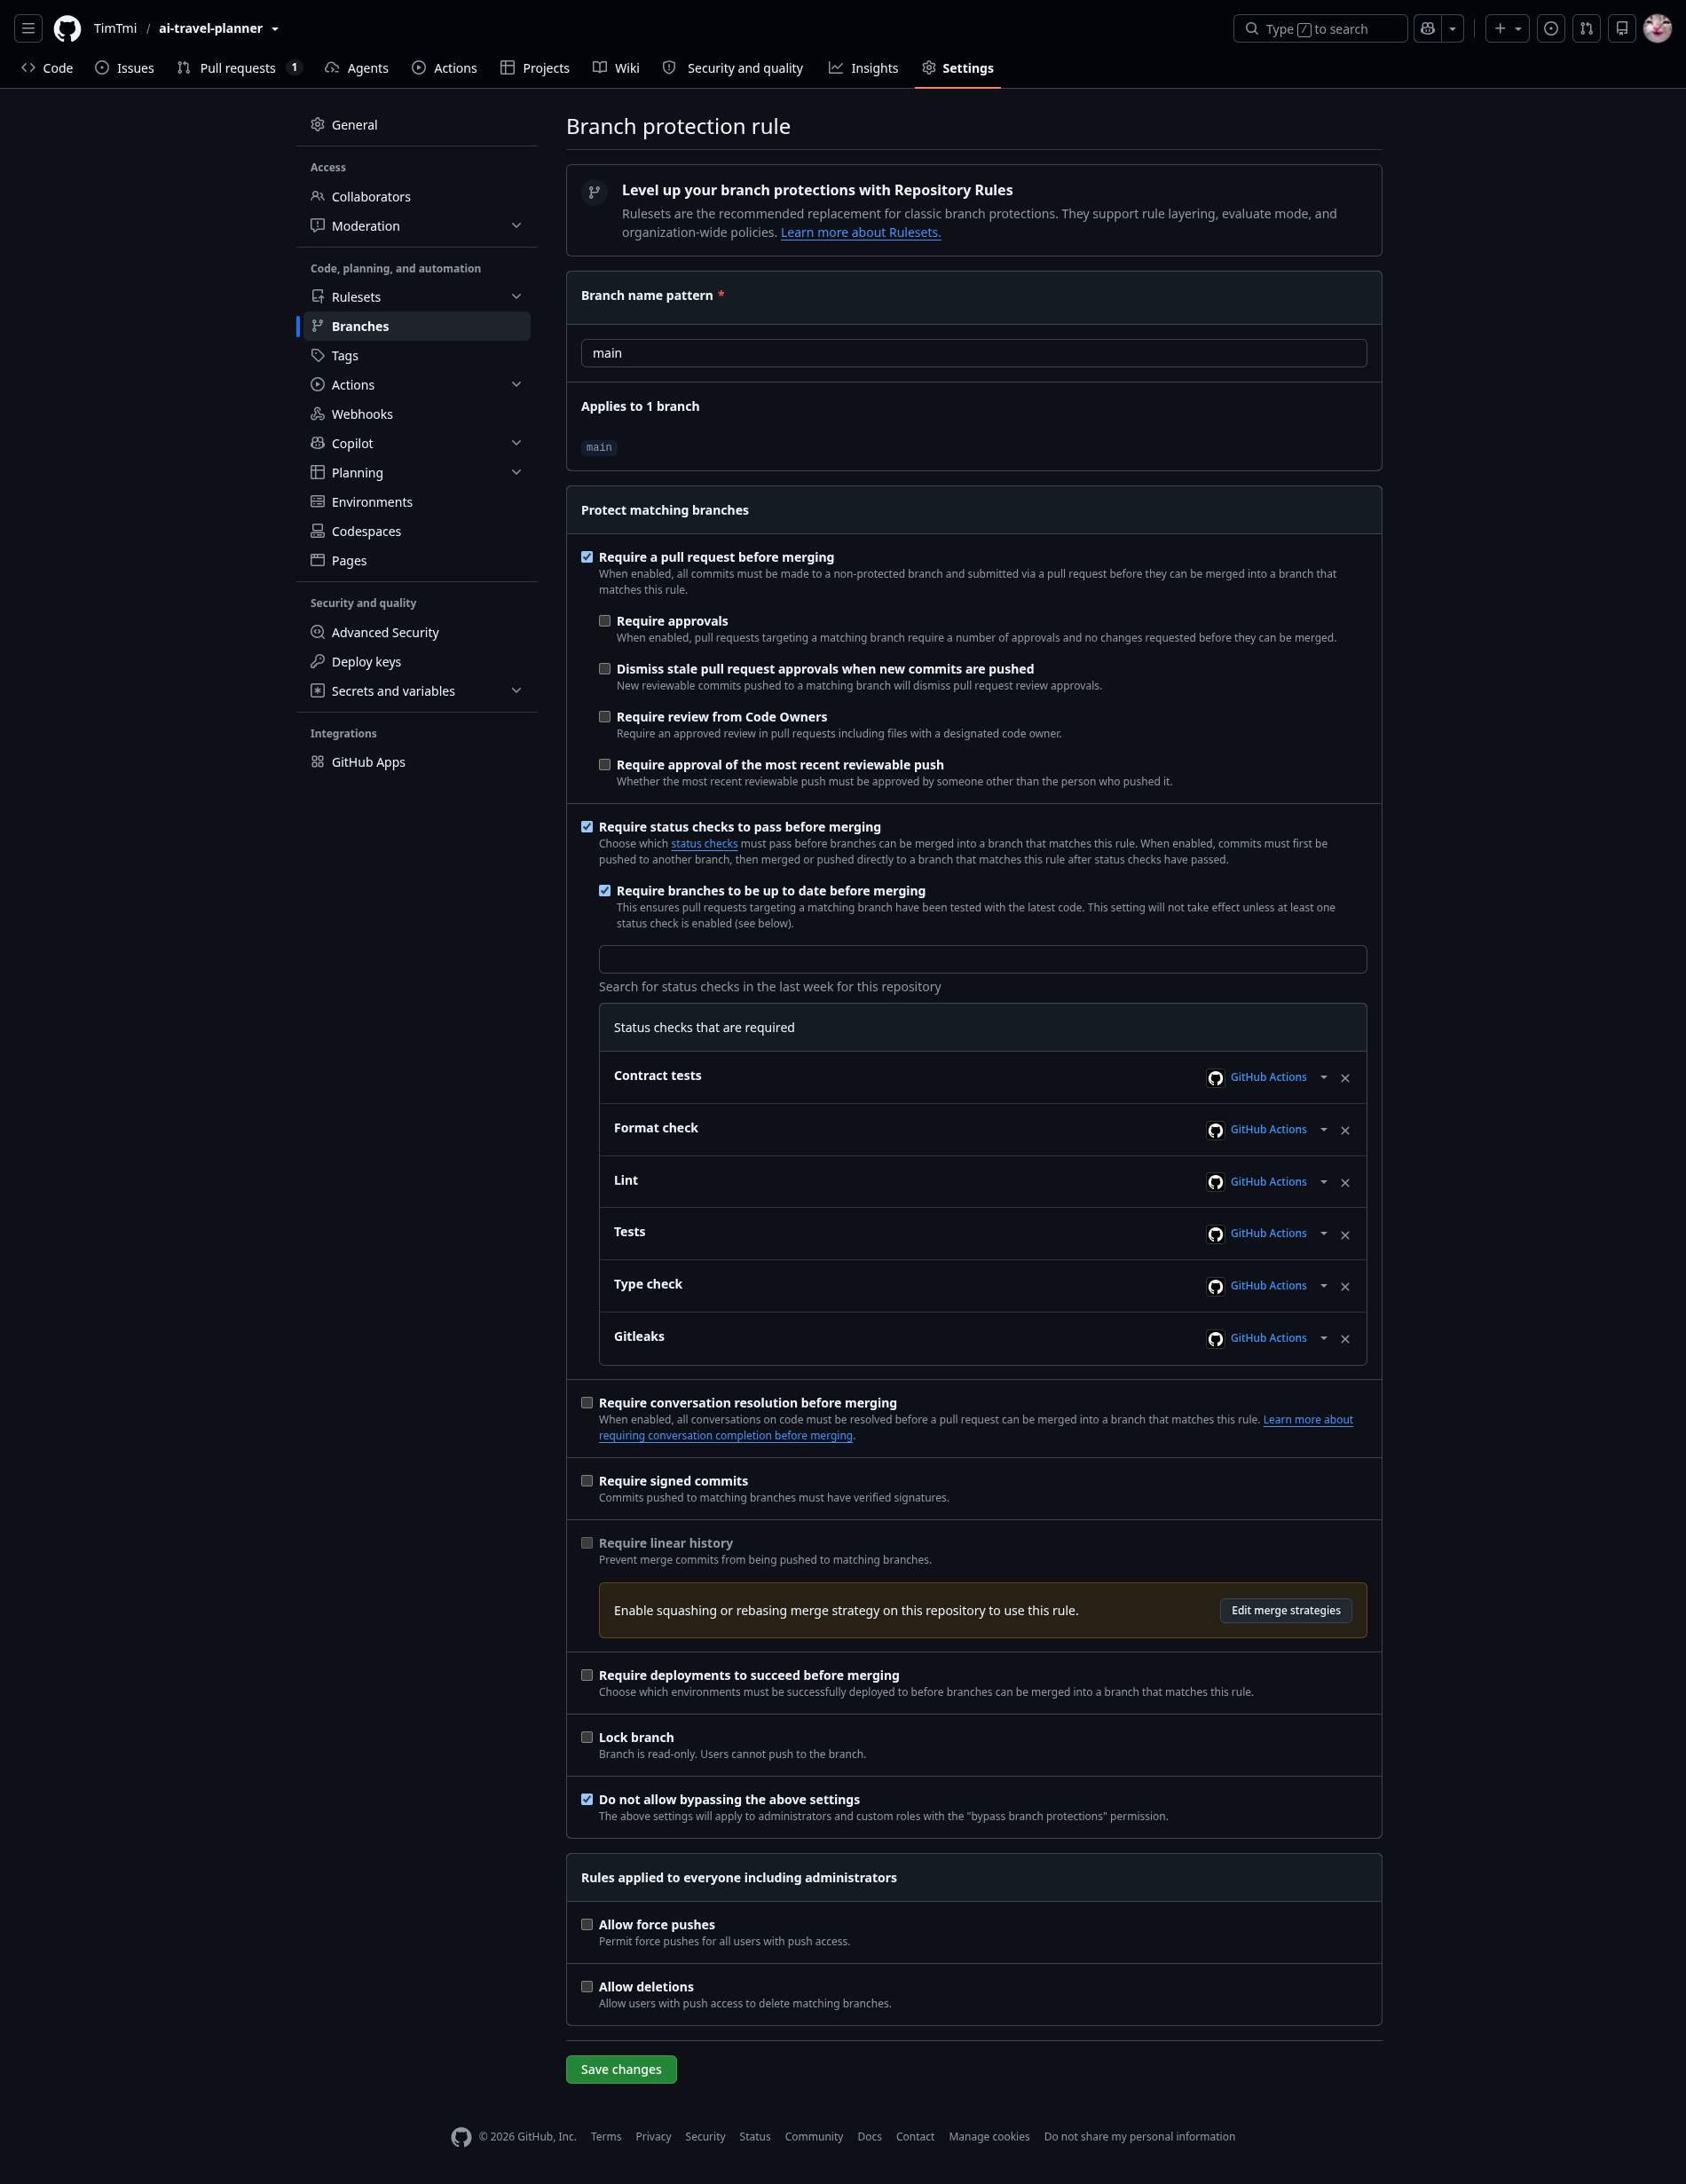 TimTmi / ai-travel-planner
Type / to search
Code
Issues
Pull requests 1
Agents
Actions
Projects
Wiki
Security and quality
Insights
Settings
General
Access
Collaborators
Moderation
Code, planning, and automation
Rulesets
Branches
Tags
Actions
Webhooks
Copilot
Planning
Environments
Codespaces
Pages
Security and quality
Advanced Security
Deploy keys
Secrets and variables
Integrations
GitHub Apps
Branch protection rule
Level up your branch protections with Repository Rules
Rulesets are the recommended replacement for classic branch protections. They support rule layering, evaluate mode, and
organization-wide policies. Learn more about Rulesets.
Branch name pattern *
main
Applies to 1 branch
main
Protect matching branches
Require a pull request before merging
When enabled, all commits must be made to a non-protected branch and submitted via a pull request before they can be merged into a branch that
matches this rule.
Require approvals
When enabled, pull requests targeting a matching branch require a number of approvals and no changes requested before they can be merged.
Dismiss stale pull request approvals when new commits are pushed
New reviewable commits pushed to a matching branch will dismiss pull request review approvals.
Require review from Code Owners
Require an approved review in pull requests including files with a designated code owner.
Require approval of the most recent reviewable push
Whether the most recent reviewable push must be approved by someone other than the person who pushed it.
Require status checks to pass before merging
Choose which status checks must pass before branches can be merged into a branch that matches this rule. When enabled, commits must first be
pushed to another branch, then merged or pushed directly to a branch that matches this rule after status checks have passed.
Require branches to be up to date before merging
This ensures pull requests targeting a matching branch have been tested with the latest code. This setting will not take effect unless at least one
status check is enabled (see below).
Search for status checks in the last week for this repository
Status checks that are required
Contract tests GitHub Actions
Format check GitHub Actions
Lint GitHub Actions
Tests GitHub Actions
Type check GitHub Actions
Gitleaks GitHub Actions
Require conversation resolution before merging
When enabled, all conversations on code must be resolved before a pull request can be merged into a branch that matches this rule. Learn more about
requiring conversation completion before merging.
Require signed commits
Commits pushed to matching branches must have verified signatures.
Require linear history
Prevent merge commits from being pushed to matching branches.
Enable squashing or rebasing merge strategy on this repository to use this rule. Edit merge strategies
Require deployments to succeed before merging
Choose which environments must be successfully deployed to before branches can be merged into a branch that matches this rule.
Lock branch
Branch is read-only. Users cannot push to the branch.
Do not allow bypassing the above settings
The above settings will apply to administrators and custom roles with the "bypass branch protections" permission.
Rules applied to everyone including administrators
Allow force pushes
Permit force pushes for all users with push access.
Allow deletions
Allow users with push access to delete matching branches.
Save changes
© 2026 GitHub, Inc. Terms Privacy Security Status Community Docs Contact Manage cookies Do not share my personal information